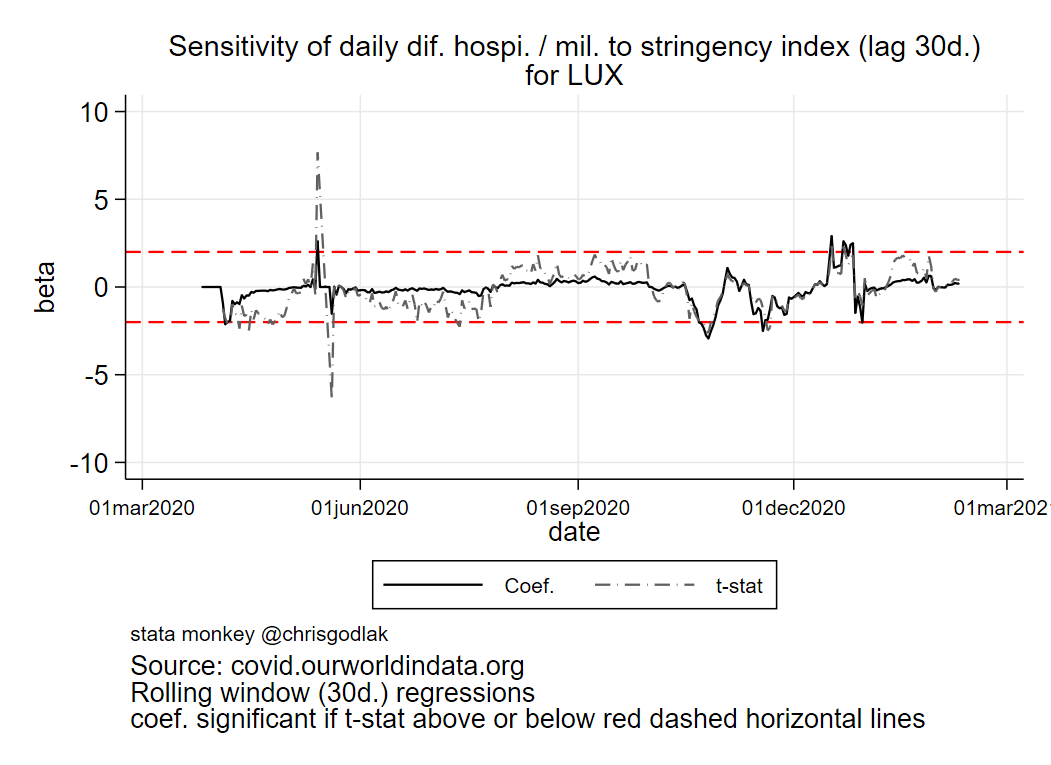 Sensitivity of daily dif. hospi. / mil. to stringency index (lag 30d.)
for LUX
10
5
0
-5
-10
beta
01mar2020
01jun2020
01sep2020
01dec2020
01mar2021
date
Coef.
t-stat
stata monkey @chrisgodlak
Source: covid.ourworldindata.org
Rolling window (30d.) regressions
coef. significant if t-stat above or below red dashed horizontal lines